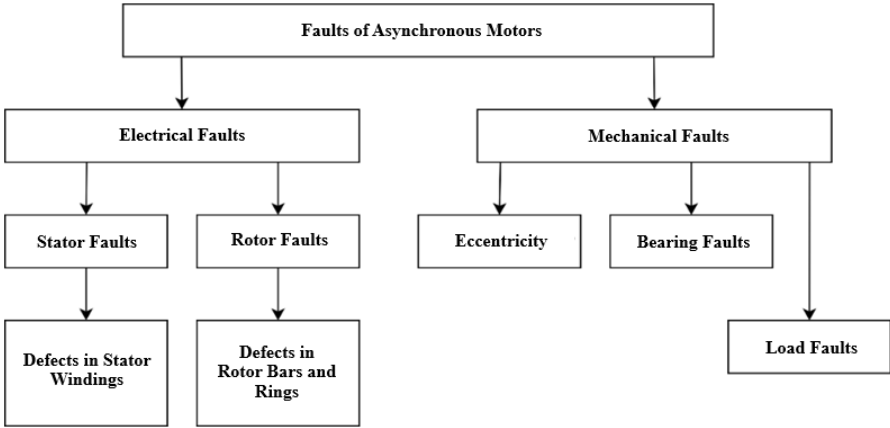 Faults of Asynchronous Motors
Electrical Faults
Mechanical Faults
Stator Faults
Rotor Faults
Eccentricity
Bearing Faults
Defects in Stator
Windings
Defects in
Rotor Bars and
Rings
Load Faults